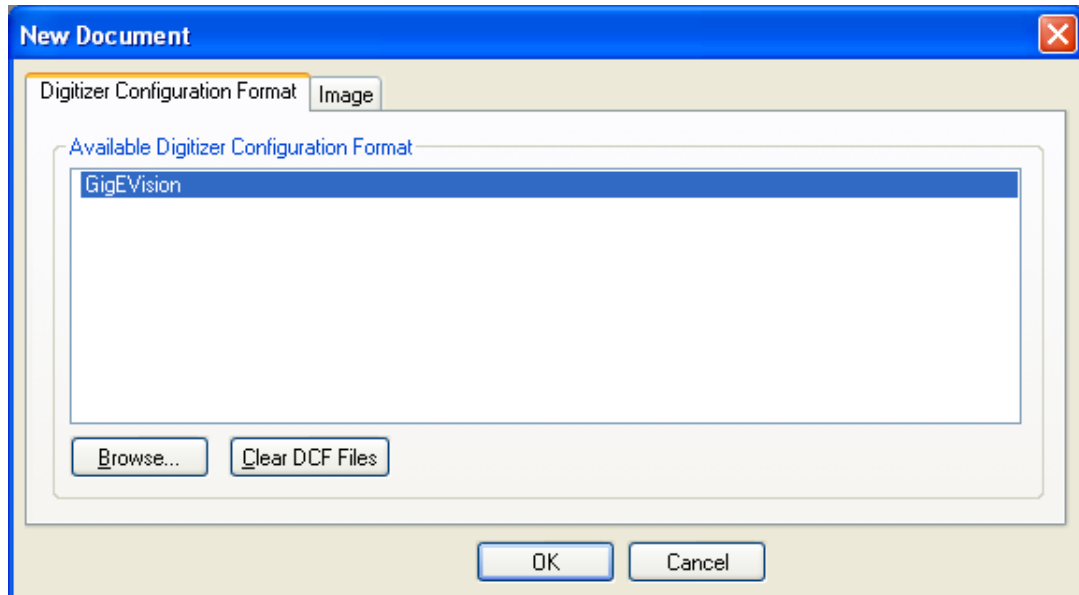 New Document
Digitizer Configuration Format
Image
Available Digitizer Configuration Format
GigEVision
Browse...
Clear DCF Files
OK
Cancel